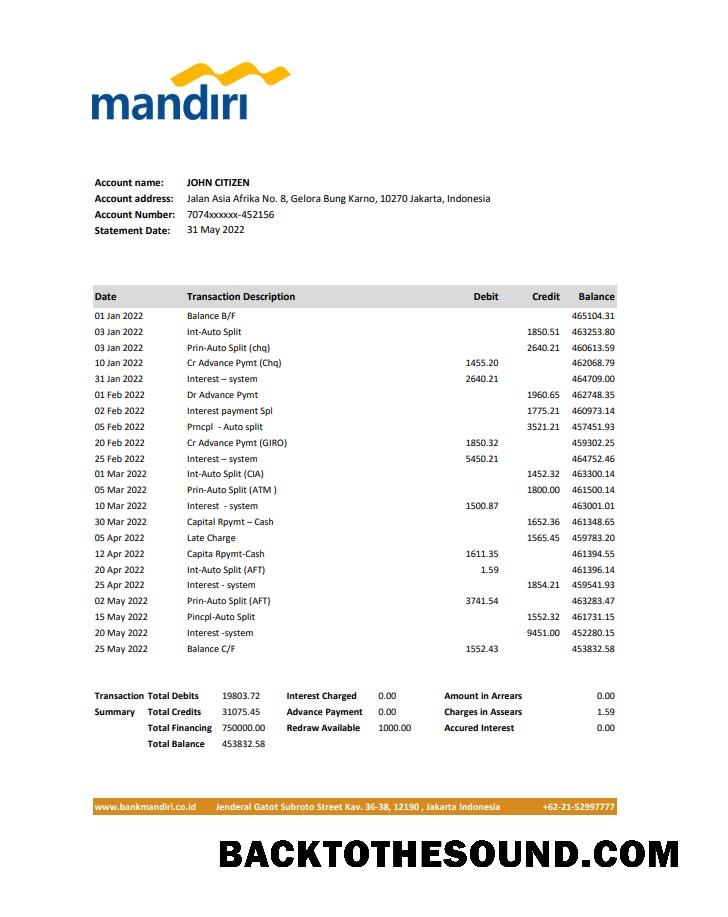 mandiri
Account name: JOHN CITIZEN
Account address: Jalan Asia Afrika No. 8, Gelora Bung Karno, 10270 Jakarta, Indonesia
Account Number: 7074xxxxxx-452156
Statement Date: 31 May 2022
Date Transaction Description Debit Credit Balance
01 Jan 2022 Balance B/F 465104.31
03 Jan 2022 Int-Auto Split 1850.51 463253.80
03 Jan 2022 Prin-Auto Split (chq) 2640.21 460613.59
10 Jan 2022 Cr Advance Pymt (Chq) 1455.20 462068.79
31 Jan 2022 Interest – system 2640.21 464709.00
01 Feb 2022 Dr Advance Pymt 1960.65 462748.35
02 Feb 2022 Interest payment Spl 1775.21 460973.14
05 Feb 2022 Prncpl - Auto split 3521.21 457451.93
20 Feb 2022 Cr Advance Pymt (GIRO) 1850.32 459302.25
25 Feb 2022 Interest – system 5450.21 464752.46
01 Mar 2022 Int-Auto Split (CIA) 1452.32 463300.14
05 Mar 2022 Prin-Auto Split (ATM ) 1800.00 461500.14
10 Mar 2022 Interest - system 1500.87 463001.01
30 Mar 2022 Capital Rpymt – Cash 1652.36 461348.65
05 Apr 2022 Late Charge 1565.45 459783.20
12 Apr 2022 Capita Rpymt-Cash 1611.35 461394.55
20 Apr 2022 Int-Auto Split (AFT) 1.59 461396.14
25 Apr 2022 Interest - system 1854.21 459541.93
02 May 2022 Prin-Auto Split (AFT) 3741.54 463283.47
15 May 2022 Pincpl-Auto Split 1552.32 461731.15
20 May 2022 Interest -system 9451.00 452280.15
25 May 2022 Balance C/F 1552.43 453832.58
Transaction Total Debits 19803.72 Interest Charged 0.00 Amount in Arrears 0.00
Summary Total Credits 31075.45 Advance Payment 0.00 Charges in Assears 1.59
Total Financing 750000.00 Redraw Available 1000.00 Accured Interest 0.00
Total Balance 453832.58
www.bankmandiri.co.id Jenderal Gatot Subroto Street Kav. 36-38, 12190 , Jakarta Indonesia +62-21-52997777
BACKTOTHESOUND.COM